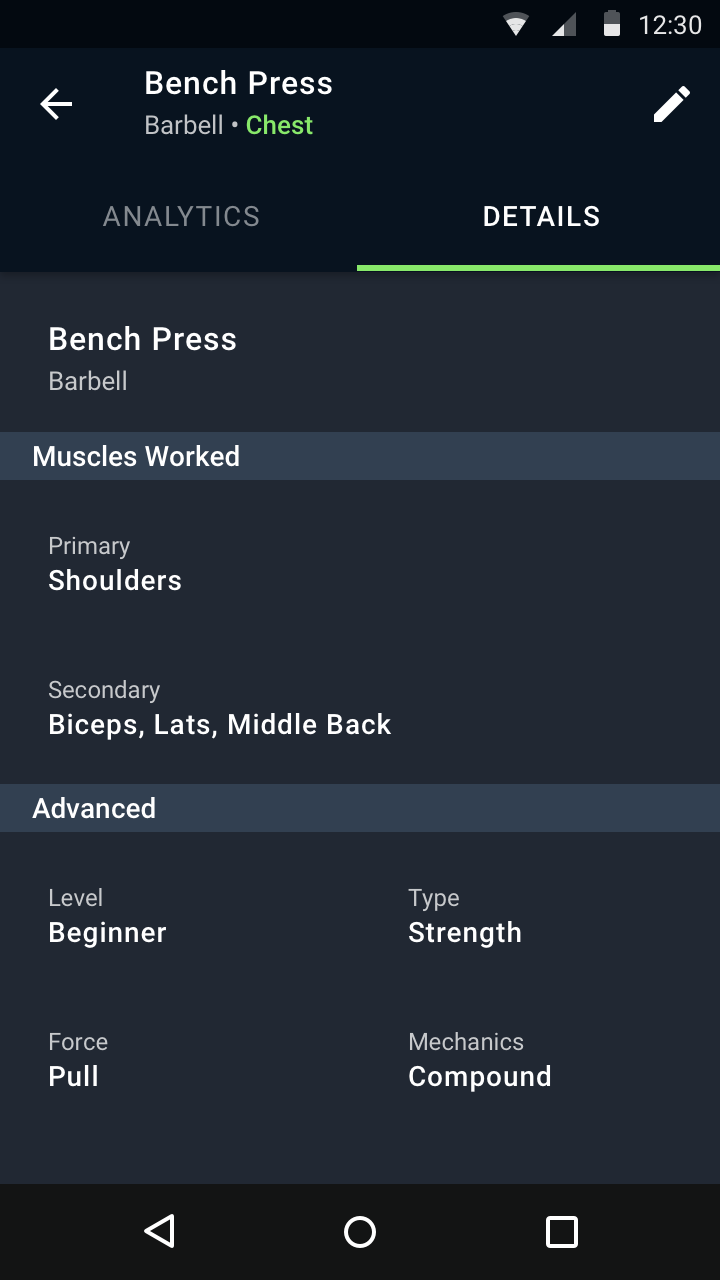 12:30
Bench Press
Barbell • Chest
ANALYTICS
DETAILS
Bench Press
Barbell
Muscles Worked
Primary
Shoulders
Secondary
Biceps, Lats, Middle Back
Advanced
Level
Beginner
Type
Strength
Force
Pull
Mechanics
Compound